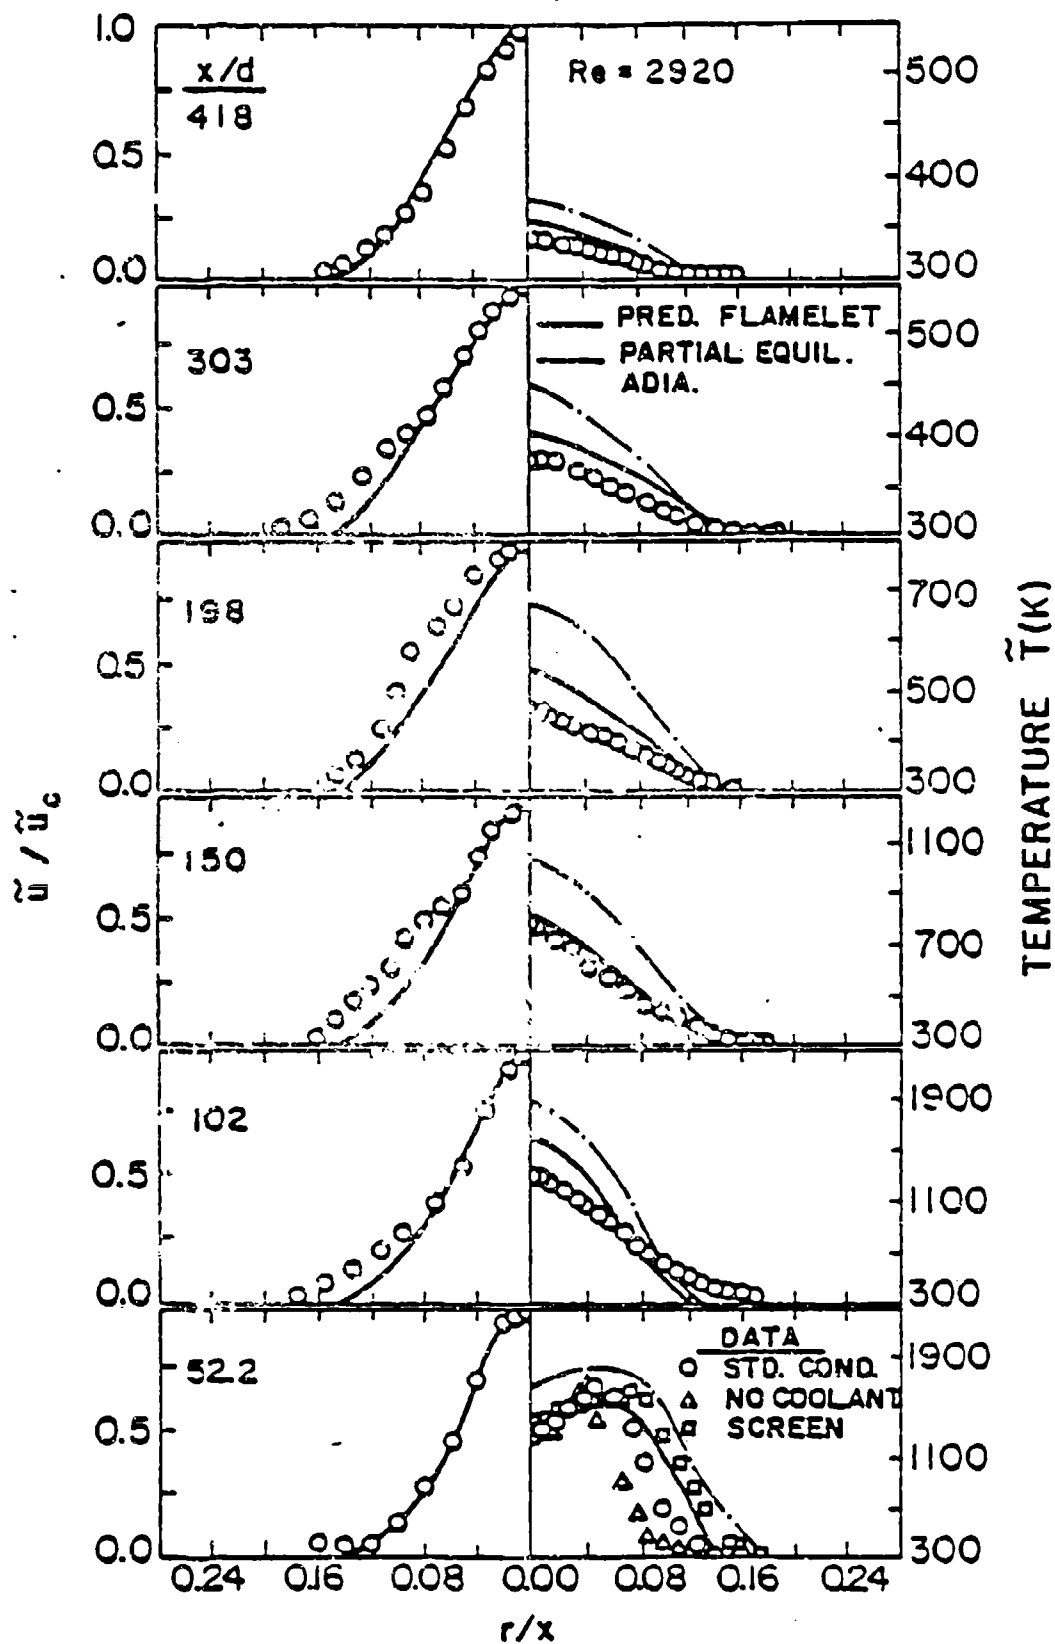 1.0
x/d
418
Re = 2920
500
0.5
400
0.0
300
303
PRED. FLAMELET
PARTIAL EQUIL.
ADIA.
500
0.5
400
0.0
300
198
700
0.5
500
0.0
300
150
1100
0.5
700
0.0
300
102
1900
0.5
1100
0.0
300
52.2
DATA
STD. COND.
NO COOLANT
SCREEN
1900
0.5
1100
0.0
300
0.24 0.16 0.08 0.00 0.08 0.16 0.24
r/x
ũ / ũc
TEMPERATURE T̃(K)